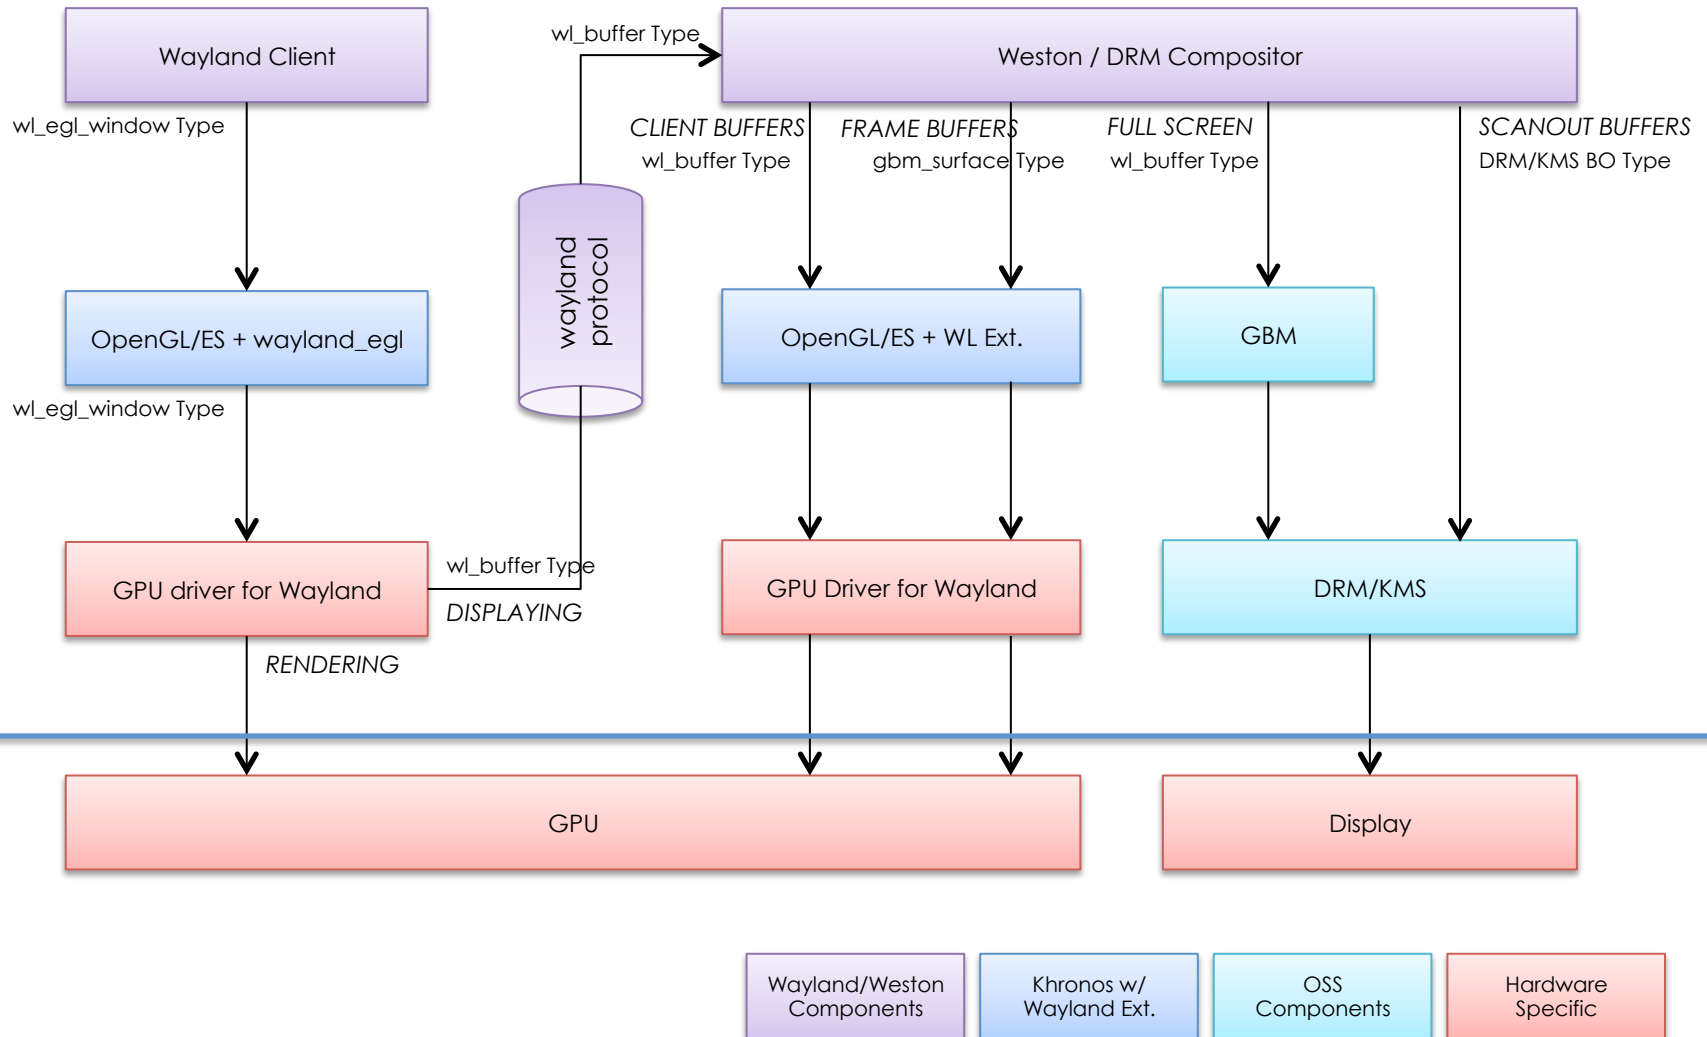 wl_buffer Type
Wayland Client
Weston / DRM Compositor
wl_egl_window Type
CLIENT BUFFERS
wl_buffer Type
FRAME BUFFERS
gbm_surface Type
FULL SCREEN
wl_buffer Type
SCANOUT BUFFERS
DRM/KMS BO Type
wayland
protocol
OpenGL/ES + wayland_egl
OpenGL/ES + WL Ext.
GBM
wl_egl_window Type
wl_buffer Type
GPU driver for Wayland
DISPLAYING
GPU Driver for Wayland
DRM/KMS
RENDERING
GPU
Display
Wayland/Weston
Components
Khronos w/
Wayland Ext.
OSS
Components
Hardware
Specific